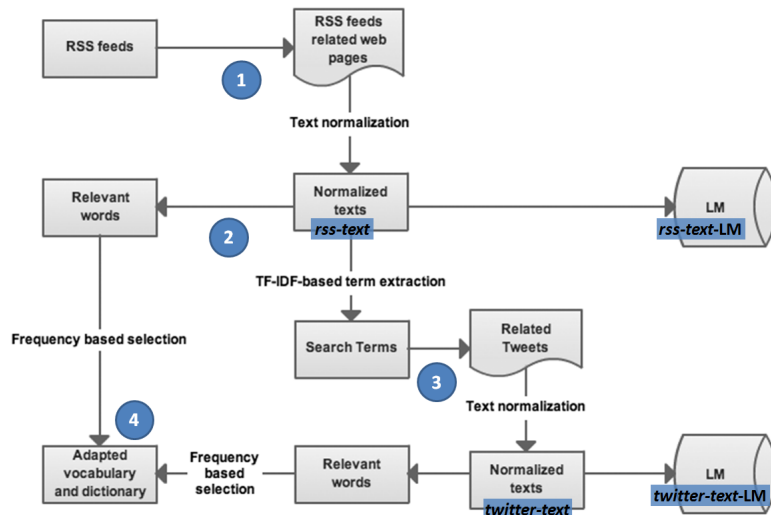 RSS feeds
RSS feeds
related web
pages
1
Text normalization
Relevant
words
Normalized
texts
rss-text
LM
rss-text-LM
2
TF-IDF-based term extraction
Frequency based selection
Search Terms
Related
Tweets
3
Text normalization
4
Adapted
vocabulary
and dictionary
Frequency
based
selection
Relevant
words
Normalized
texts
twitter-text
LM
twitter-text-LM